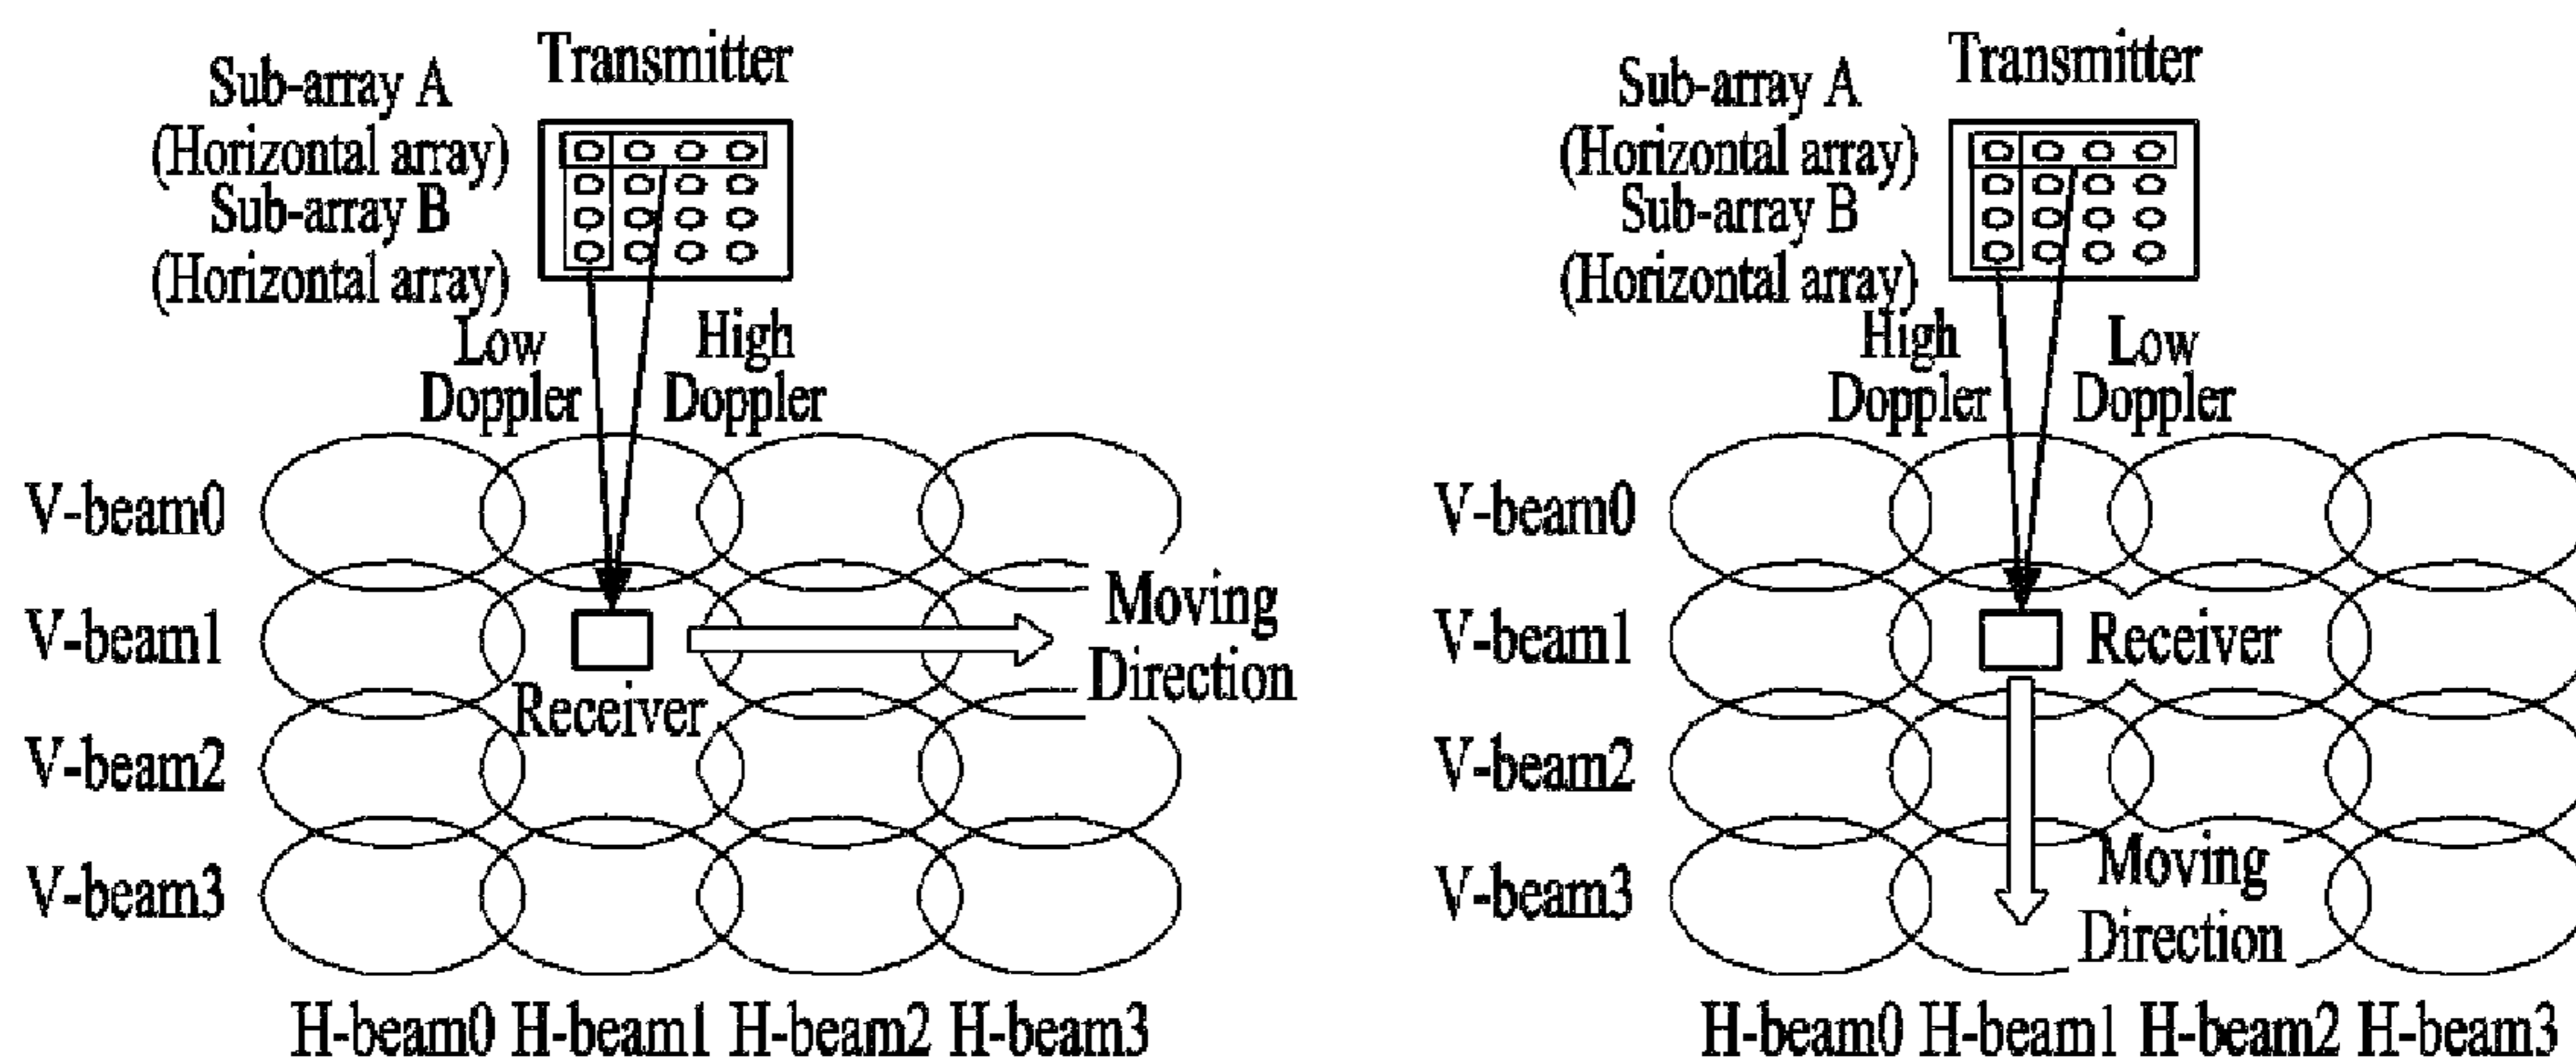 Transmitter
Sub-array A
(Horizontal array)
Sub-array B
(Horizontal array)
Low
Doppler
High
Doppler
V-beam0
V-beam1
V-beam2
V-beam3
Receiver
Moving
Direction
H-beam0 H-beam1 H-beam2 H-beam3
Transmitter
Sub-array A
(Horizontal array)
Sub-array B
(Horizontal array)
High
Doppler
Low
Doppler
V-beam0
V-beam1
V-beam2
V-beam3
Receiver
Moving
Direction
H-beam0 H-beam1 H-beam2 H-beam3